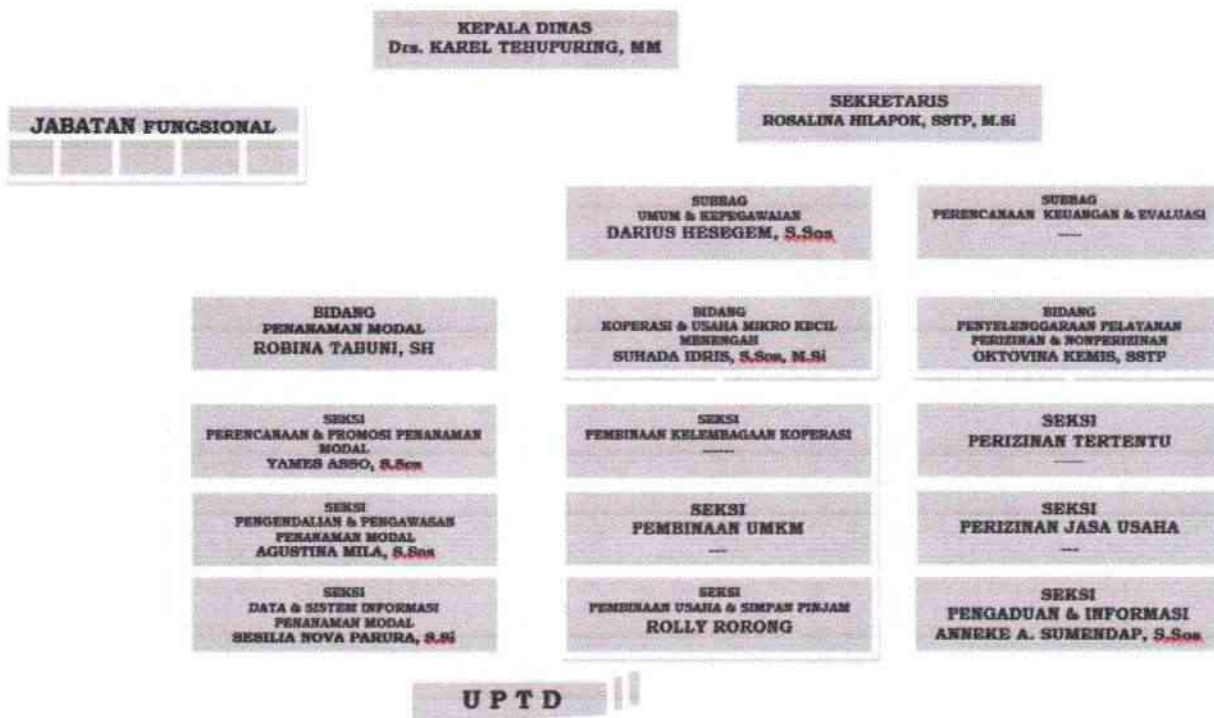 KEPALA DINAS
Drs. KAREL TEHUPURING, MM
SEKRETARIS
ROSALINA HILAPOK, SSTP, M.Si
JABATAN FUNGSIONAL
SUBBAG
UMUM & KEPEGAWAIAN
DARIUS HESEGEM, S.Sos
SUBBAG
PERENCANAAN KEUANGAN & EVALUASI
-----
BIDANG
PENANAMAN MODAL
ROBINA TABUNI, SH
BIDANG
KOPERASI & USAHA MIKRO KECIL
MENENGAH
SUHADA IDRIS, S.Sos, M.Si
BIDANG
PENYELENGGARAAN PELAYANAN
PERIZINAN & NONPERIZINAN
OKTOVINA KEMIS, SSTP
SEKSI
PERENCANAAN & PROMOSI PENANAMAN
MODAL
YAMES ASSO, S.Sos
SEKSI
PEMBINAAN KELEMBAGAAN KOPERASI
------
SEKSI
PERIZINAN TERTENTU
-----
SEKSI
PENGENDALIAN & PENGAWASAN
PENANAMAN MODAL
AGUSTINA MILA, S.Sos
SEKSI
PEMBINAAN UMKM
---
SEKSI
PERIZINAN JASA USAHA
---
SEKSI
DATA & SISTEM INFORMASI
PENANAMAN MODAL
SESILIA NOVA PARURA, S.Si
SEKSI
PEMBINAAN USAHA & SIMPAN PINJAM
ROLLY RORONG
SEKSI
PENGADUAN & INFORMASI
ANNEKE A. SUMENDAP, S.Sos
U P T D